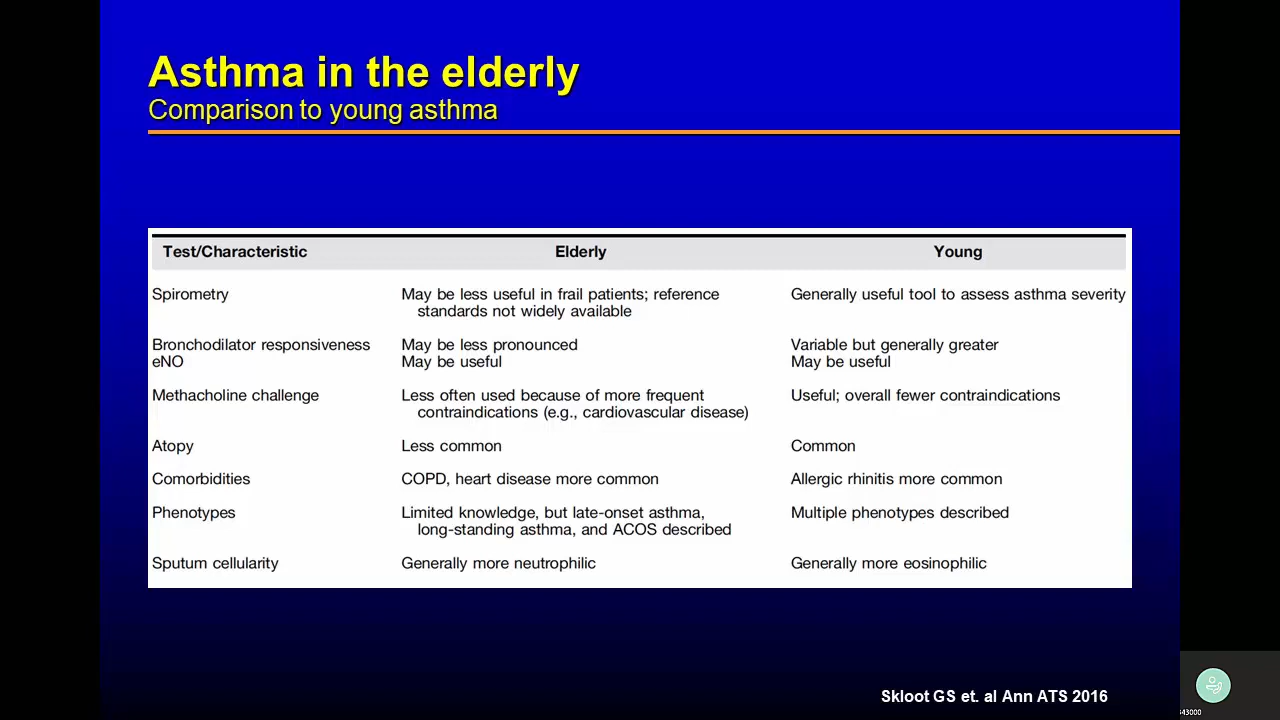 Asthma in the elderly
Comparison to young asthma
Test/Characteristic Elderly Young
Spirometry May be less useful in frail patients; reference Generally useful tool to assess asthma severity
standards not widely available
Bronchodilator responsiveness May be less pronounced Variable but generally greater
eNO May be useful May be useful
Methacholine challenge Less often used because of more frequent Useful; overall fewer contraindications
contraindications (e.g., cardiovascular disease)
Atopy Less common Common
Comorbidities COPD, heart disease more common Allergic rhinitis more common
Phenotypes Limited knowledge, but late-onset asthma, Multiple phenotypes described
long-standing asthma, and ACOS described
Sputum cellularity Generally more neutrophilic Generally more eosinophilic
Skloot GS et. al Ann ATS 2016